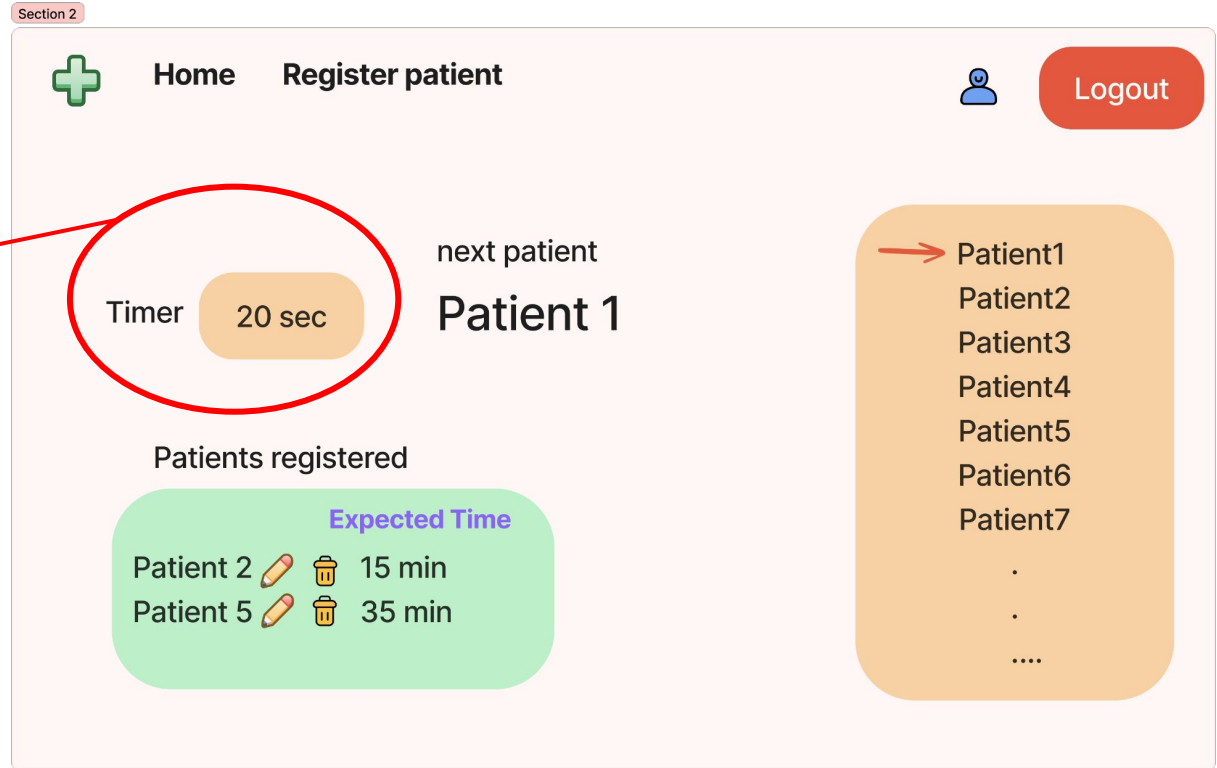 Section 2
Home Register patient
Logout
next patient
Timer 20 sec
Patient 1
Patients registered
Expected Time
Patient 2 15 min
Patient 5 35 min
Patient1
Patient2
Patient3
Patient4
Patient5
Patient6
Patient7
.
.
....